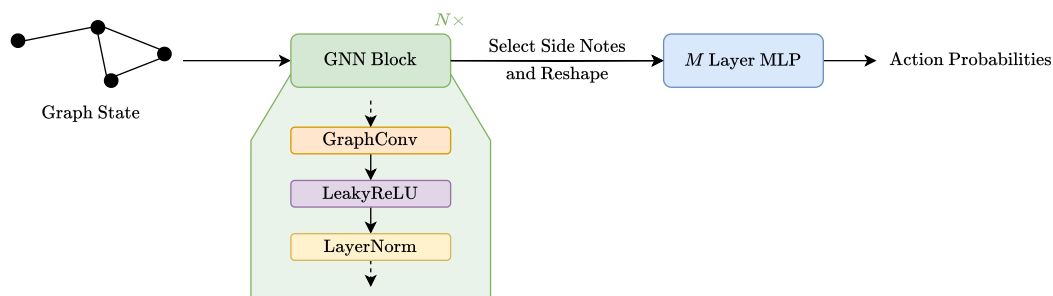 N×
GNN Block
Select Side Notes
and Reshape
M Layer MLP
Action Probabilities
Graph State
GraphConv
LeakyReLU
LayerNorm